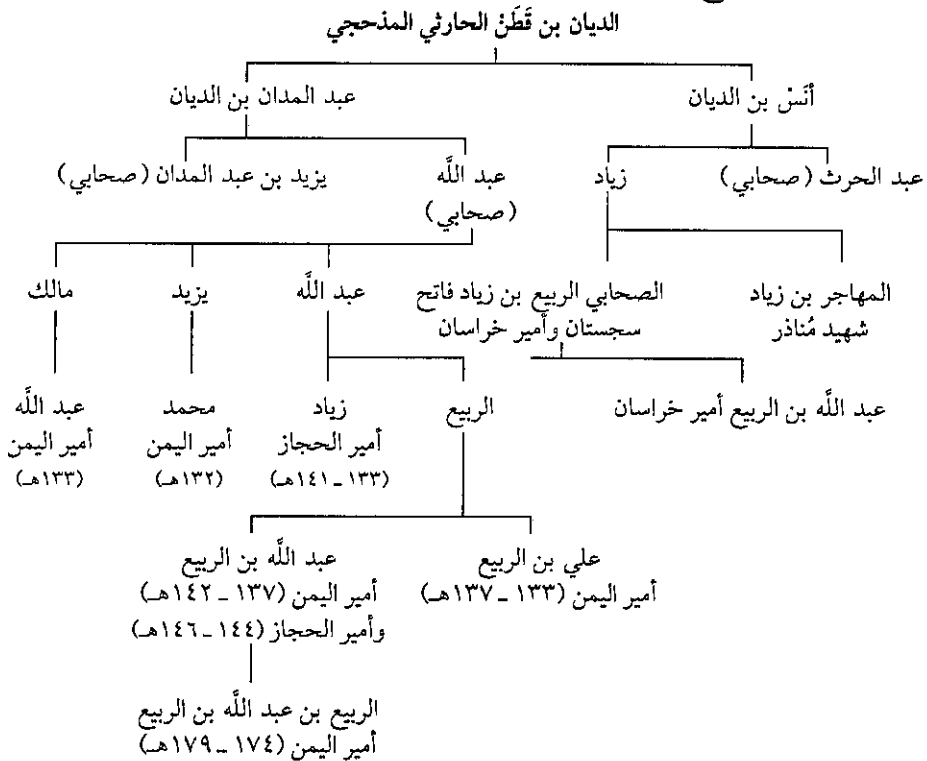 الديان بن قَطَنْ الحارثي المذحجي
أنَسْ بن الديان
عبد المدان بن الديان
عبد الحرث (صحابي)
زياد
عبد اللَّه
(صحابي)
يزيد بن عبد المدان (صحابي)
المهاجر بن زياد
شهيد مُناذر
الصحابي الربيع بن زياد فاتح
سجستان وأمير خراسان
عبد اللَّه
يزيد
مالك
عبد اللَّه بن الربيع أمير خراسان
الربيع
زياد
أمير الحجاز
(١٣٣ ـ ١٤١هـ)
محمد
أمير اليمن
(١٣٢هـ)
عبد اللَّه
أمير اليمن
(١٣٣هـ)
علي بن الربيع
أمير اليمن (١٣٣ ـ ١٣٧هـ)
عبد اللَّه بن الربيع
أمير اليمن (١٣٧ ـ ١٤٢هـ)
وأمير الحجاز (١٤٤ ـ ١٤٦هـ)
الربيع بن عبد اللَّه بن الربيع
أمير اليمن (١٧٤ ـ ١٧٩هـ)